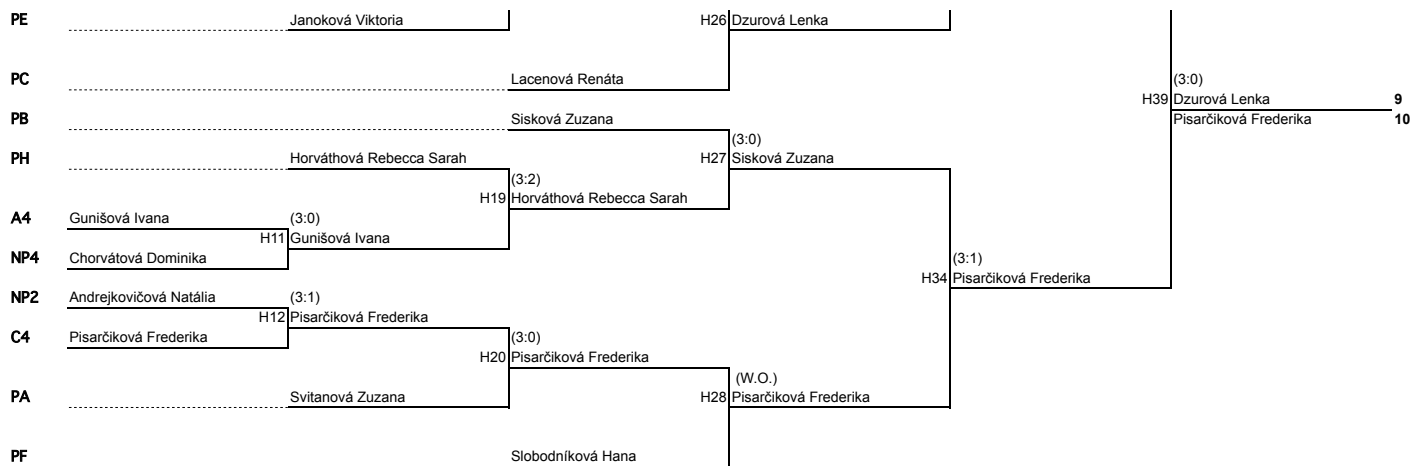 PE Janoková Viktoria H26 Dzurová Lenka
PC Lacenová Renáta (3:0)
H39 Dzurová Lenka 9
PB Sisková Zuzana Pisarčiková Frederika 10
(3:0)
PH Horváthová Rebecca Sarah H27 Sisková Zuzana
(3:2)
H19 Horváthová Rebecca Sarah
A4 Gunišová Ivana (3:0)
H11 Gunišová Ivana
NP4 Chorvátová Dominika (3:1)
H34 Pisarčiková Frederika
NP2 Andrejkovičová Natália (3:1)
H12 Pisarčiková Frederika
C4 Pisarčiková Frederika (3:0)
H20 Pisarčiková Frederika
(W.O.)
PA Svitanová Zuzana H28 Pisarčiková Frederika
PF Slobodníková Hana